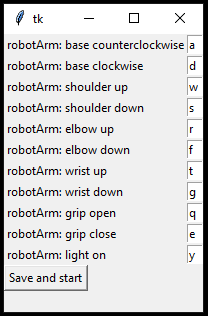 tk
robotArm: base counterclockwise a
robotArm: base clockwise d
robotArm: shoulder up w
robotArm: shoulder down s
robotArm: elbow up r
robotArm: elbow down f
robotArm: wrist up t
robotArm: wrist down g
robotArm: grip open q
robotArm: grip close e
robotArm: light on y
Save and start